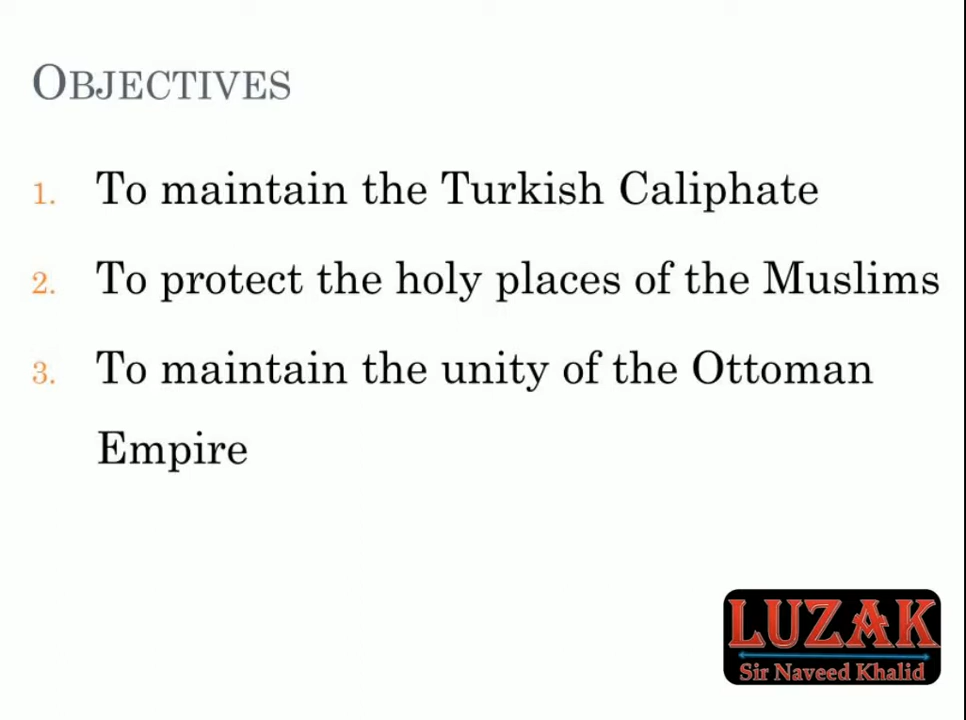 OBJECTIVES
1. To maintain the Turkish Caliphate
2. To protect the holy places of the Muslims
3. To maintain the unity of the Ottoman
Empire
LUZAK
Sir Naveed Khalid